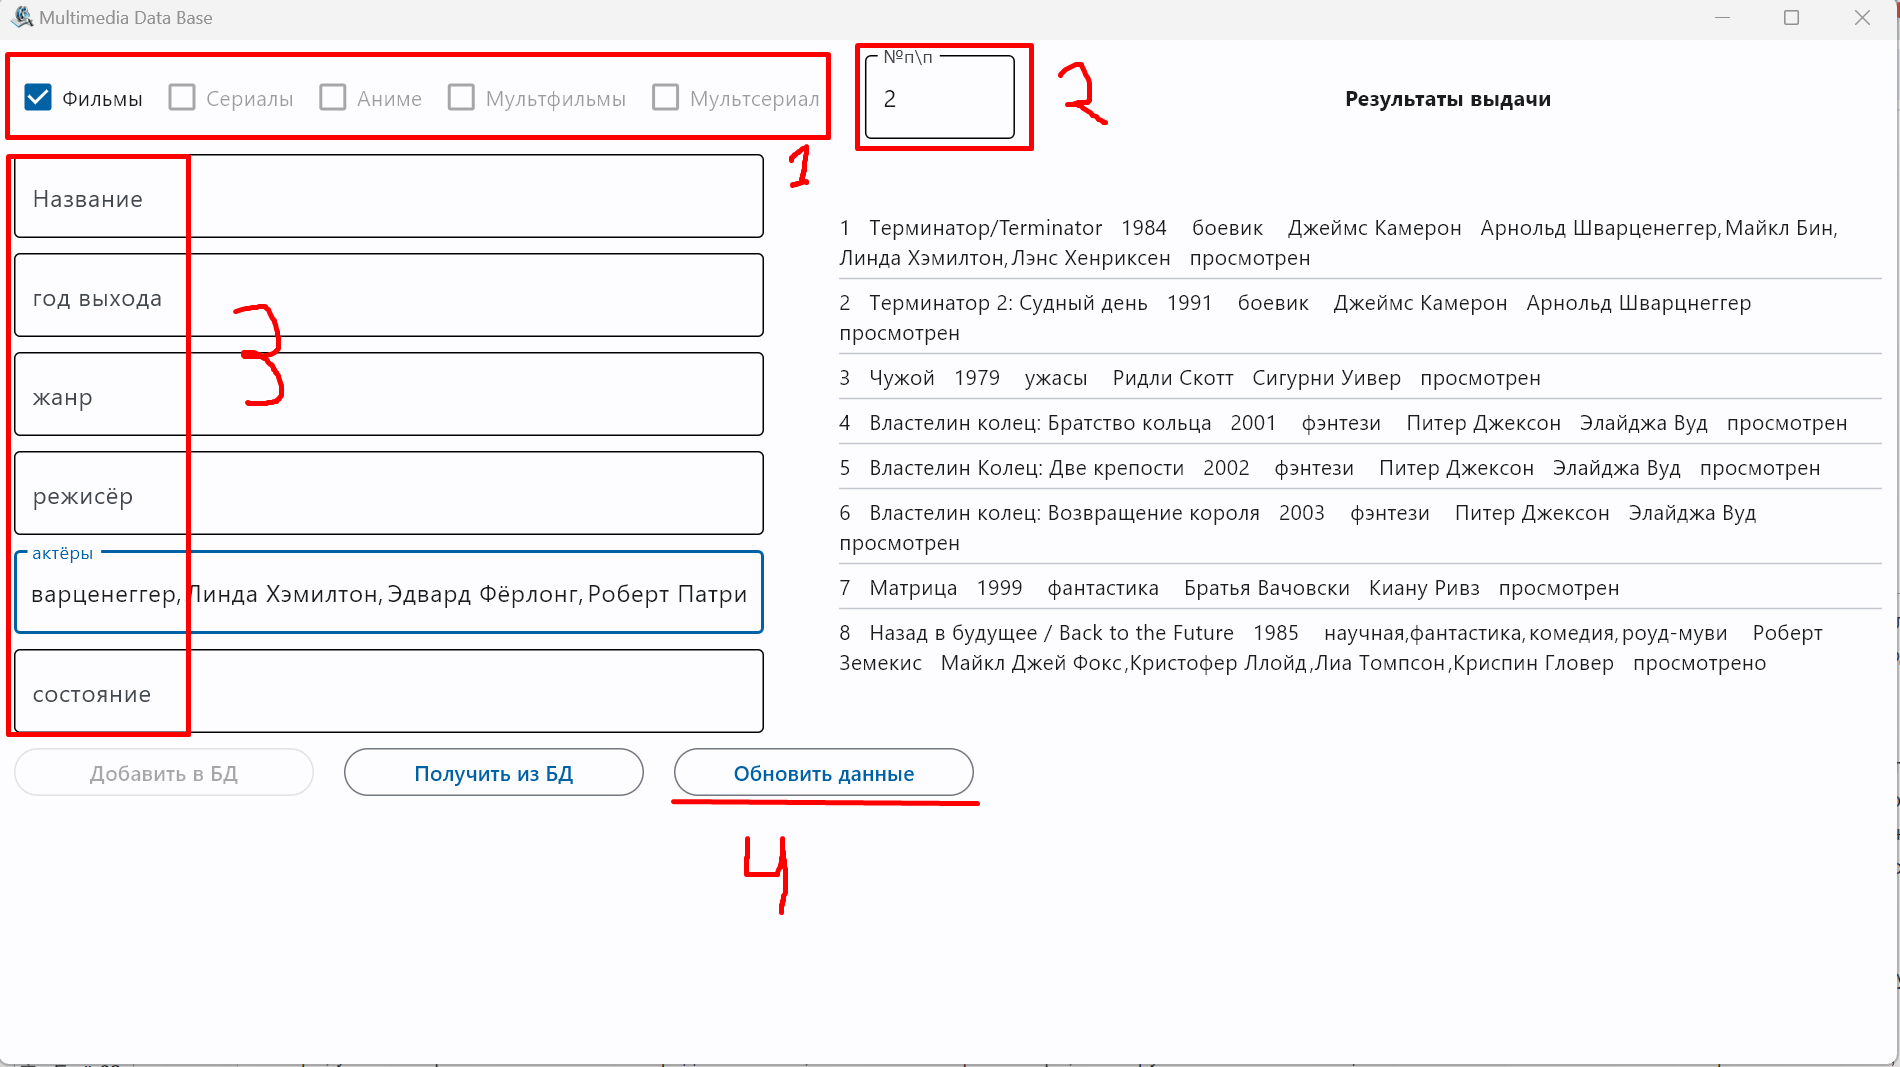 Multimedia Data Base
Фильмы Сериалы Аниме Мультфильмы Мультсериал
№п\п
2
2
Результаты выдачи
1
Название
год выхода
3
жанр
режисёр
актёры
варценеггер, Линда Хэмилтон, Эдвард Фёрлонг, Роберт Патри
состояние
1 Терминатор/Terminator 1984 боевик Джеймс Камерон Арнольд Шварценеггер, Майкл Бин,
Линда Хэмилтон, Лэнс Хенриксен просмотрен
2 Терминатор 2: Судный день 1991 боевик Джеймс Камерон Арнольд Шварцнеггер
просмотрен
3 Чужой 1979 ужасы Ридли Скотт Сигурни Уивер просмотрен
4 Властелин колец: Братство кольца 2001 фэнтези Питер Джексон Элайджа Вуд просмотрен
5 Властелин Колец: Две крепости 2002 фэнтези Питер Джексон Элайджа Вуд просмотрен
6 Властелин колец: Возвращение короля 2003 фэнтези Питер Джексон Элайджа Вуд
просмотрен
7 Матрица 1999 фантастика Братья Вачовски Киану Ривз просмотрен
8 Назад в будущее / Back to the Future 1985 научная,фантастика,комедия,роуд-муви Роберт
Земекис Майкл Джей Фокс,Кристофер Ллойд,Лиа Томпсон,Криспин Гловер просмотрено
Добавить в БД Получить из БД Обновить данные
4